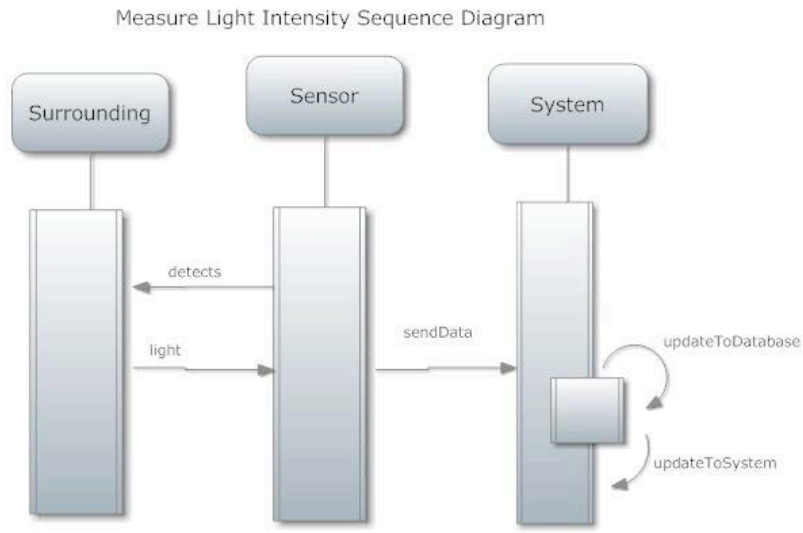 Measure Light Intensity Sequence Diagram
Surrounding
Sensor
System
detects
light
sendData
updateToDatabase
updateToSystem